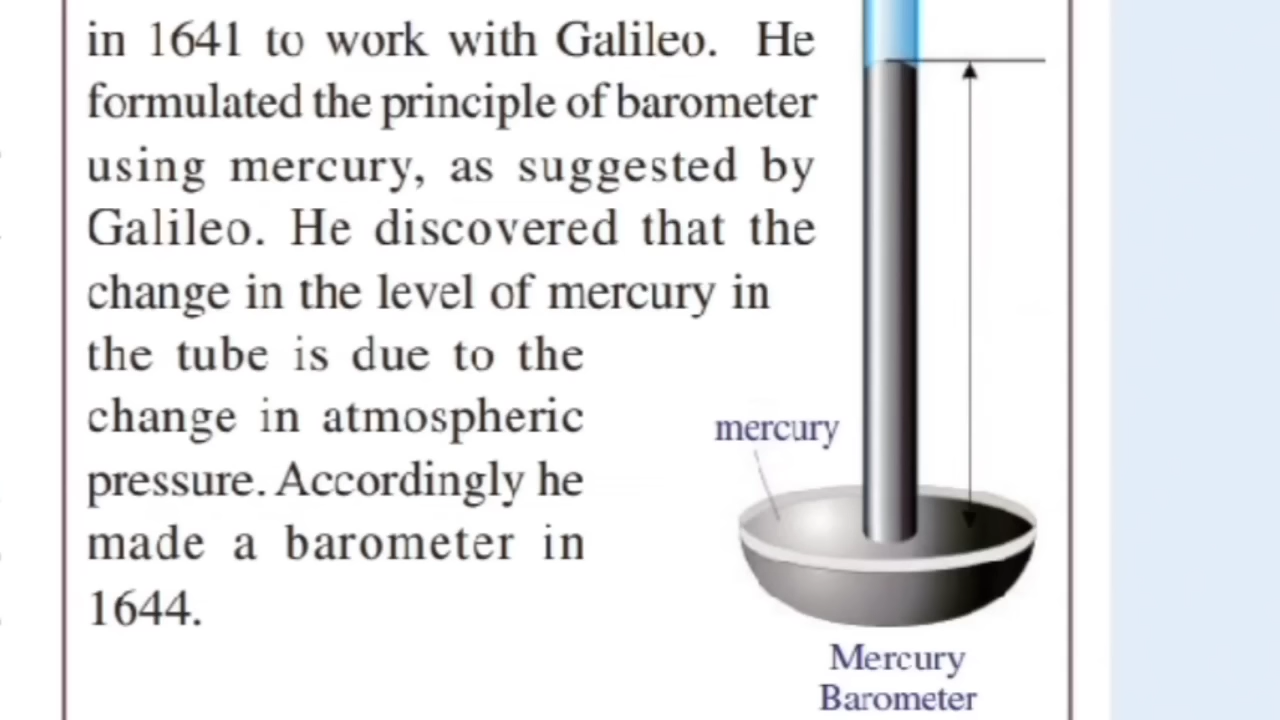 in 1641 to work with Galileo. He
formulated the principle of barometer
using mercury, as suggested by
Galileo. He discovered that the
change in the level of mercury in
the tube is due to the
change in atmospheric
pressure. Accordingly he
made a barometer in
1644.
mercury
Mercury
Barometer